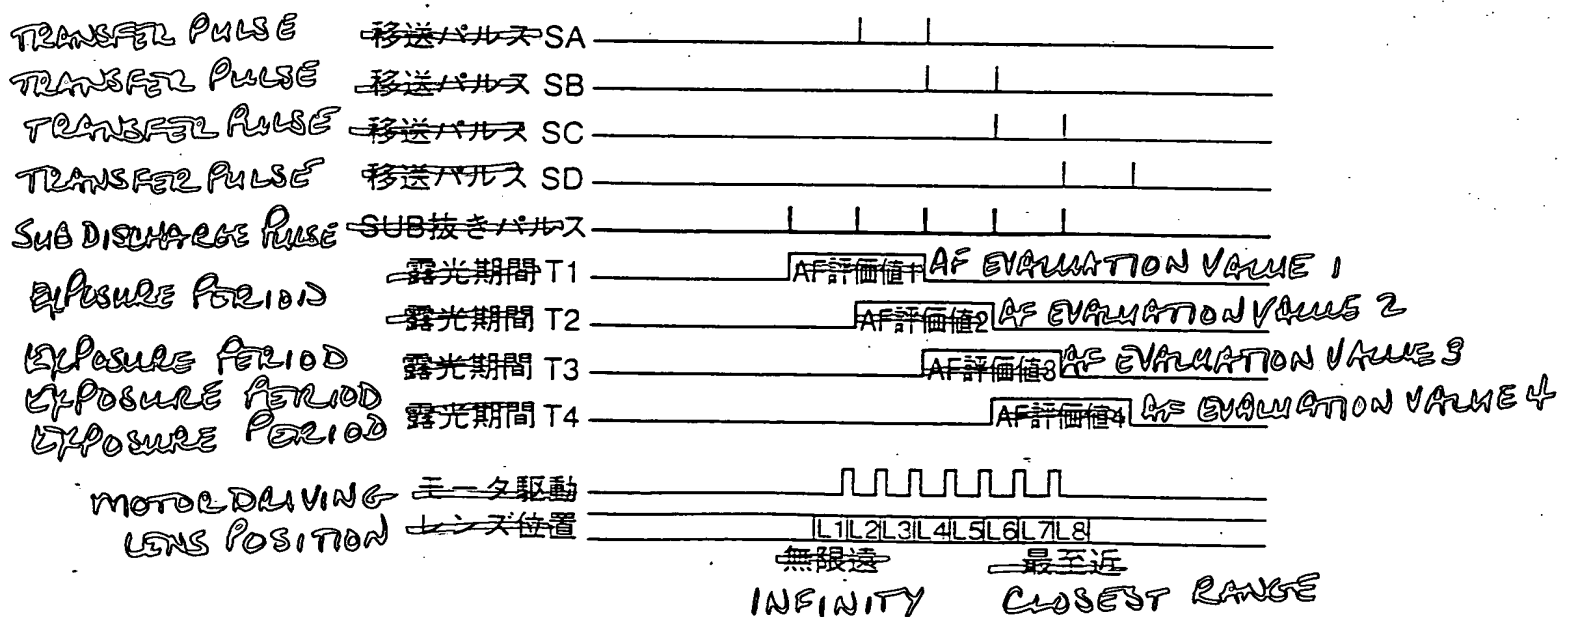 TRANSFER PULSE 移送パルス SA
TRANSFER PULSE 移送パルス SB
TRANSFER PULSE 移送パルス SC
TRANSFER PULSE 移送パルス SD
SUB DISCHARGE PULSE SUB抜きパルス
EXPOSURE PERIOD 露光期間 T1 AF評価値1 AF EVALUATION VALUE 1
露光期間 T2 AF評価値2 AF EVALUATION VALUE 2
EXPOSURE PERIOD 露光期間 T3 AF評価値3 AF EVALUATION VALUE 3
EXPOSURE PERIOD
EXPOSURE PERIOD 露光期間 T4 AF評価値4 AF EVALUATION VALUE 4
MOTOR DRIVING モータ駆動
LENS POSITION レンズ位置 L1 L2 L3 L4 L5 L6 L7 L8
無限遠 最至近
INFINITY CLOSEST RANGE